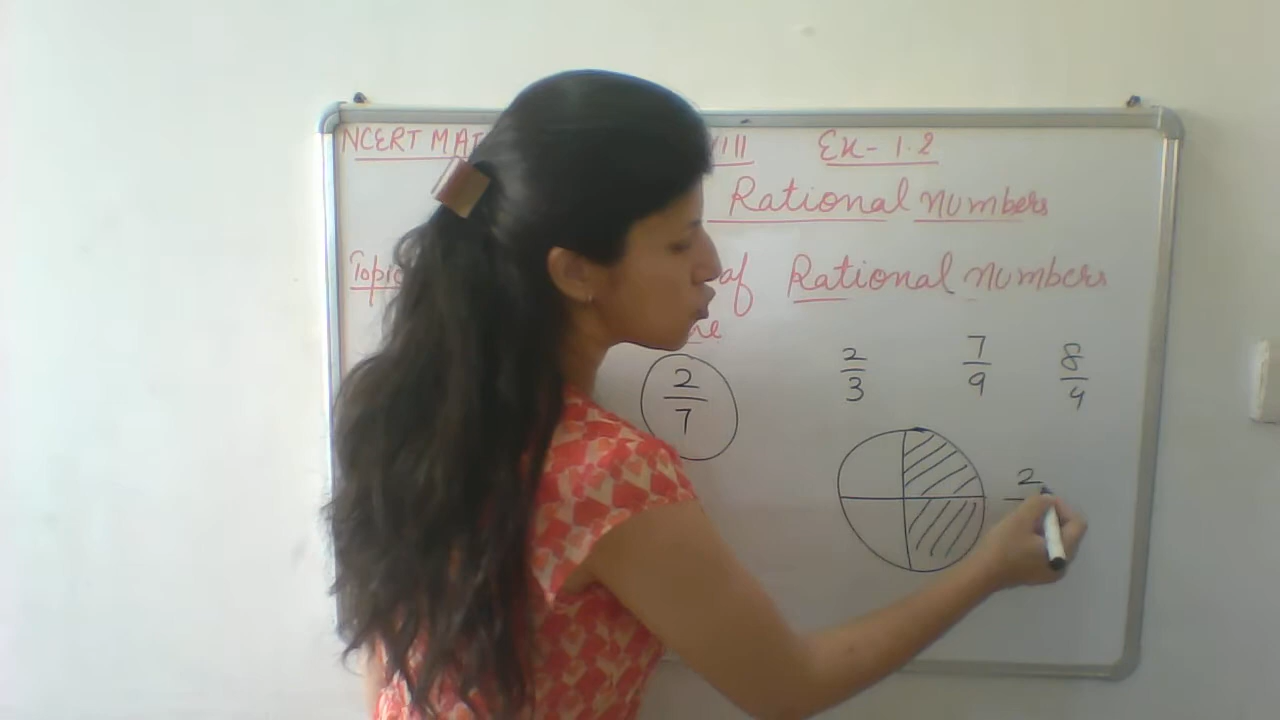 NCERT MAT VIII Ex-1.2
Rational numbers
Topic of Rational numbers
2/7 2/3 7/9 8/4
2